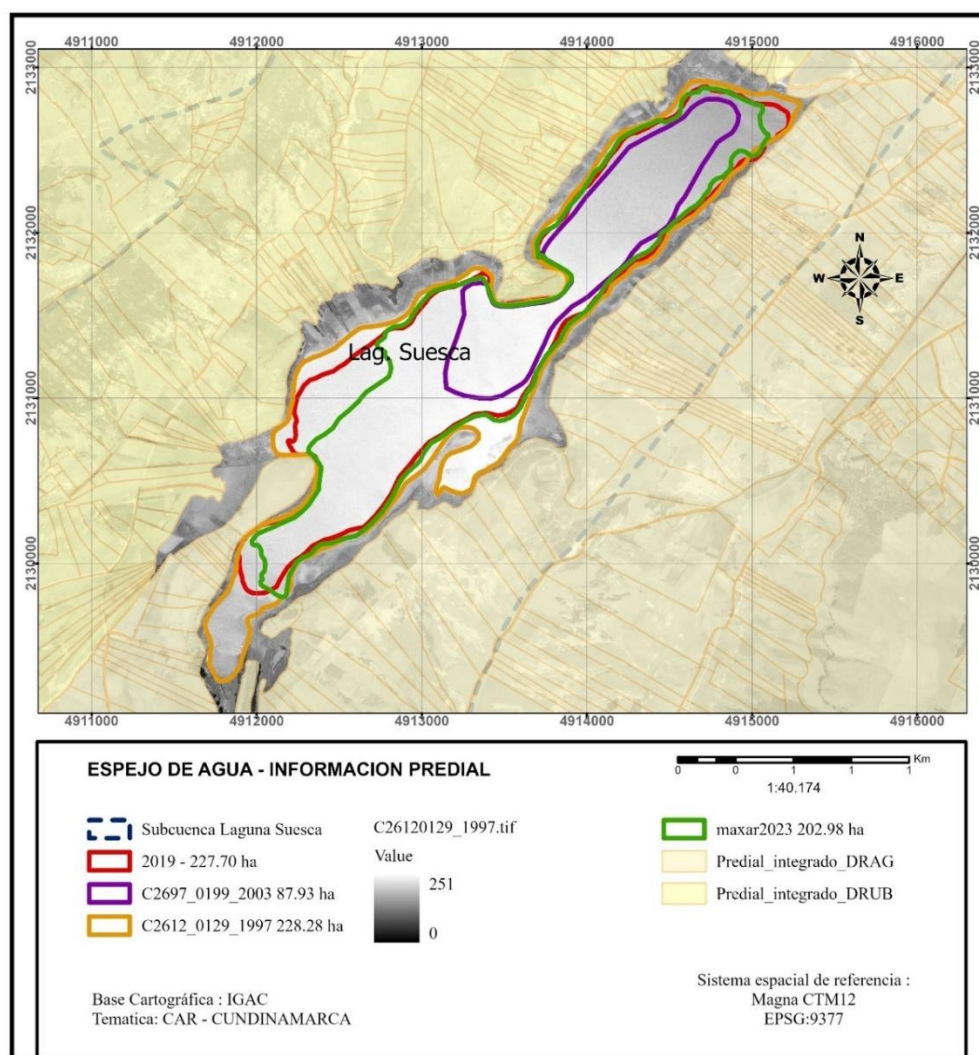 4911000 4912000 4913000 4914000 4915000 4916000
2133000 2133000
2132000 2132000
N
W E
S
Lag. Suesca
2131000 2131000
2130000 2130000
4911000 4912000 4913000 4914000 4915000 4916000
ESPEJO DE AGUA - INFORMACION PREDIAL
0 0 1 1 1 Km
1:40.174
Subcuenca Laguna Suesca
2019 - 227.70 ha
C2697_0199_2003 87.93 ha
C2612_0129_1997 228.28 ha
C26120129_1997.tif
Value
251
0
maxar2023 202.98 ha
Predial_integrado_DRAG
Predial_integrado_DRUB
Base Cartográfica : IGAC
Tematica: CAR - CUNDINAMARCA
Sistema espacial de referencia :
Magna CTM12
EPSG:9377